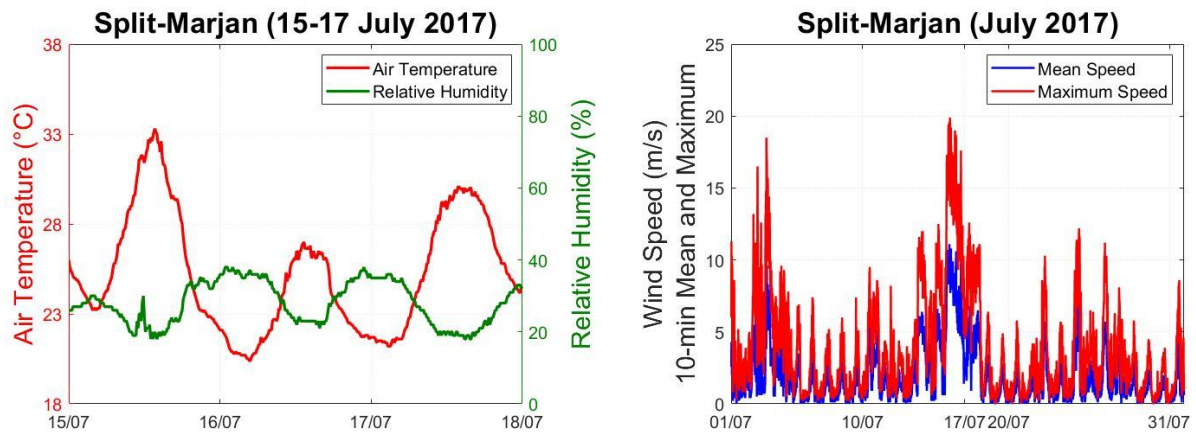 Split-Marjan (15-17 July 2017)
38
33
28
23
18
Air Temperature (°C)
Air Temperature
Relative Humidity
100
80
60
40
20
0
Relative Humidity (%)
15/07
16/07
17/07
18/07
Split-Marjan (July 2017)
Wind Speed (m/s)
10-min Mean and Maximum
25
20
15
10
5
0
Mean Speed
Maximum Speed
01/07
10/07
17/07
20/07
31/07